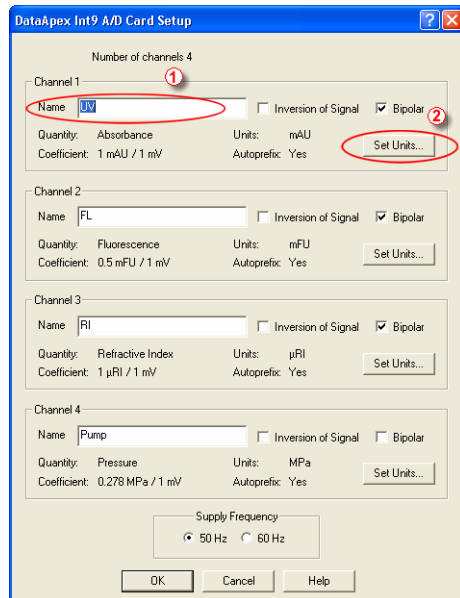 DataApex Int9 A/D Card Setup
Number of channels 4
①
Channel 1
Name UV Inversion of Signal Bipolar
②
Quantity: Absorbance Units: mAU Set Units...
Coefficient: 1 mAU / 1 mV Autoprefix: Yes
Channel 2
Name FL Inversion of Signal Bipolar
Quantity: Fluorescence Units: mFU Set Units...
Coefficient: 0.5 mFU / 1 mV Autoprefix: Yes
Channel 3
Name RI Inversion of Signal Bipolar
Quantity: Refractive Index Units: µRI Set Units...
Coefficient: 1 µRI / 1 mV Autoprefix: Yes
Channel 4
Name Pump Inversion of Signal Bipolar
Quantity: Pressure Units: MPa Set Units...
Coefficient: 0.278 MPa / 1 mV Autoprefix: Yes
Supply Frequency
50 Hz 60 Hz
OK Cancel Help